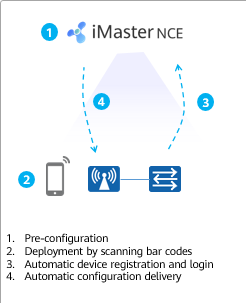 1 iMaster NCE
4
3
2
1. Pre-configuration
2. Deployment by scanning bar codes
3. Automatic device registration and login
4. Automatic configuration delivery